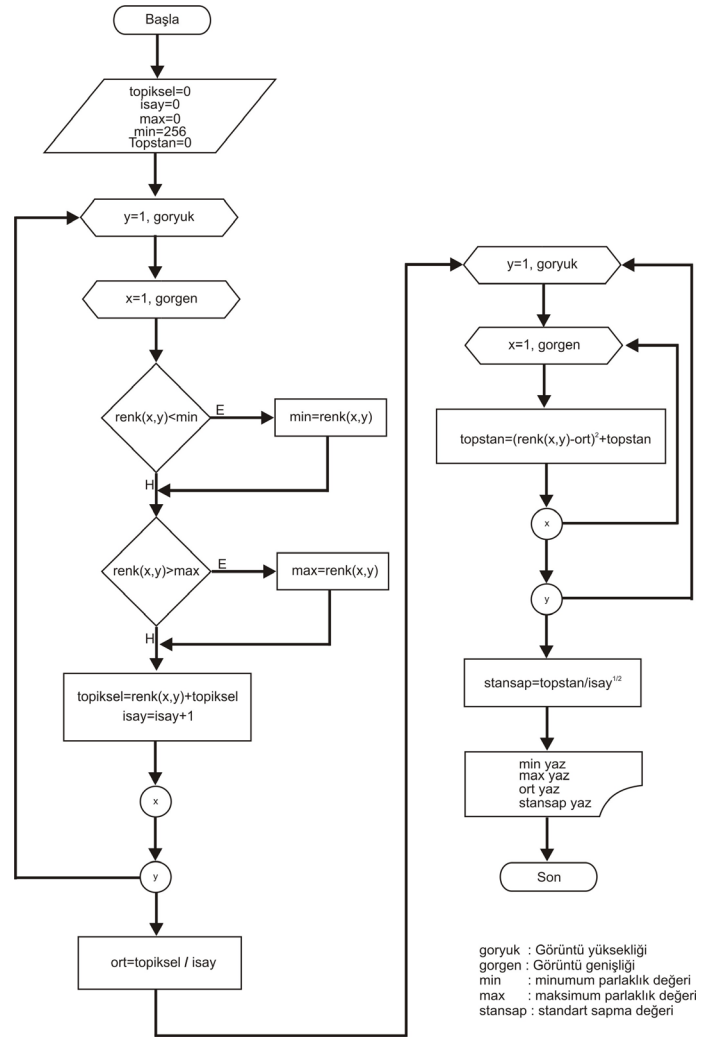 Başla
topiksel=0
isay=0
max=0
min=256
Topstan=0
y=1, goryuk
x=1, gorgen
renk(x,y)<min
E
min=renk(x,y)
H
renk(x,y)>max
E
max=renk(x,y)
H
topiksel=renk(x,y)+topiksel
isay=isay+1
x
y
ort=topiksel / isay
y=1, goryuk
x=1, gorgen
topstan=(renk(x,y)-ort)²+topstan
x
y
stansap=topstan/isay^1/2
min yaz
max yaz
ort yaz
stansap yaz
Son
goryuk : Görüntü yüksekliği
gorgen : Görüntü genişliği
min : minumum parlaklık değeri
max : maksimum parlaklık değeri
stansap : standart sapma değeri